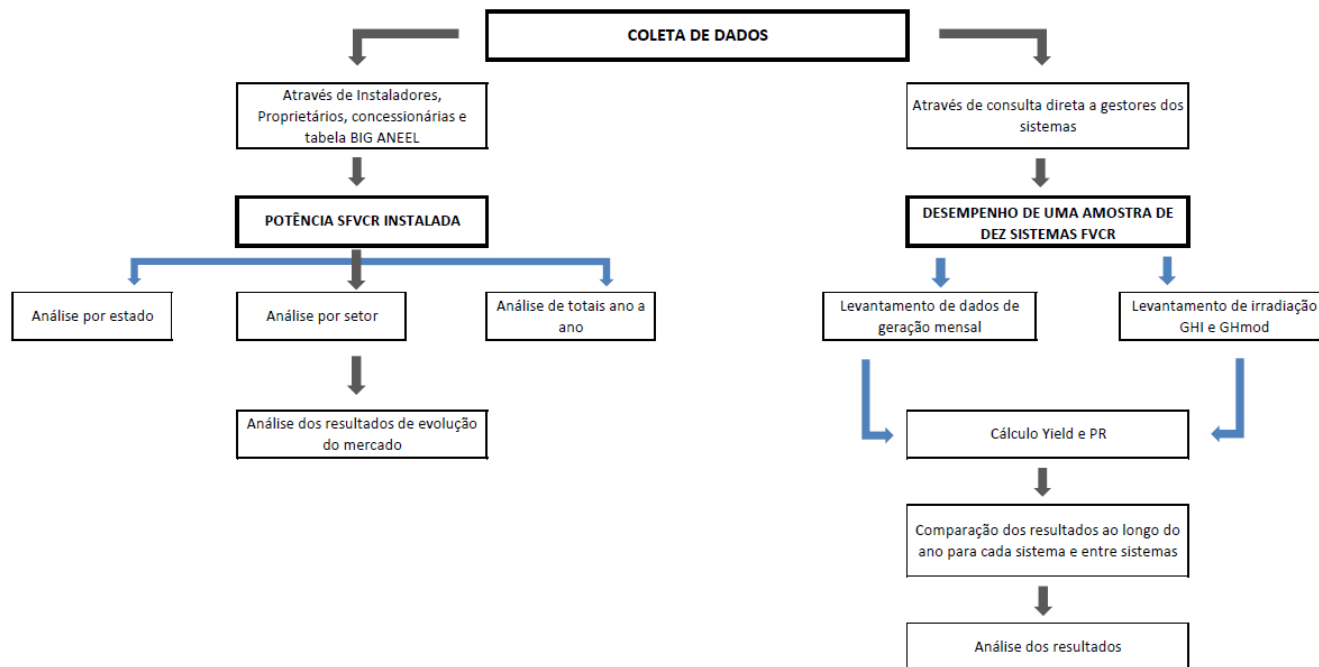 COLETA DE DADOS
Através de Instaladores,
Proprietários, concessionárias e
tabela BIG ANEEL
Através de consulta direta a gestores dos
sistemas
POTÊNCIA SFVCR INSTALADA
DESEMPENHO DE UMA AMOSTRA DE
DEZ SISTEMAS FVCR
Análise por estado
Análise por setor
Análise de totais ano a
ano
Levantamento de dados de
geração mensal
Levantamento de irradiação
GHI e GHmod
Análise dos resultados de evolução
do mercado
Cálculo Yield e PR
Comparação dos resultados ao longo do
ano para cada sistema e entre sistemas
Análise dos resultados